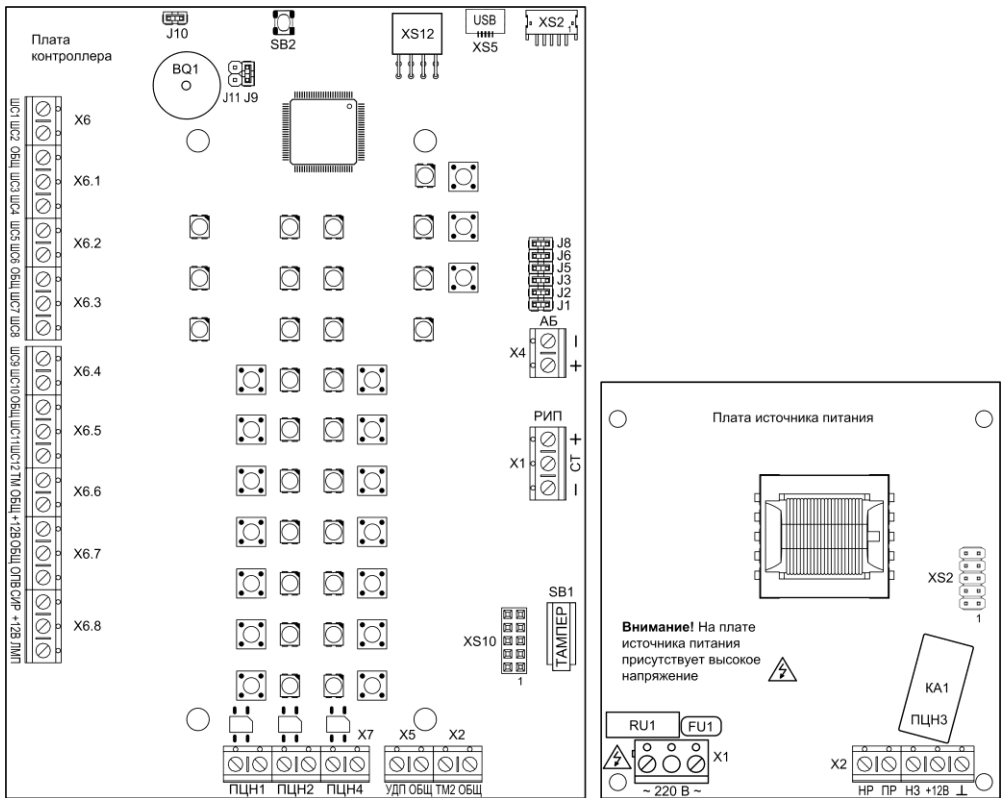 Плата
контроллера
J10
SB2
XS12
USB
XS5
XS2
1
BQ1
J11 J9
ШС1 ШС2 ОБЩ ШС3 ШС4 ШС5 ШС6 ОБЩ ШС7 ШС8
X6
X6.1
X6.2
X6.3
ШС9 ШС10 ОБЩ ШС11 ШС12 ТМ ОБЩ +12В ОБЩ ОПВ СИР +12В ЛМП
X6.4
X6.5
X6.6
X6.7
X6.8
J8
J6
J5
J3
J2
J1
АБ
X4
–
+
РИП
X1
+
СТ
–
SB1
ТАМПЕР
XS10
1
X7
X5
X2
ПЦН1 ПЦН2 ПЦН4
УДП ОБЩ ТМ2 ОБЩ
Плата источника питания
XS2
1
Внимание! На плате
источника питания
присутствует высокое
напряжение
КА1
ПЦН3
RU1
FU1
X1
~ 220 В ~
X2
НР ПР НЗ +12В ⊥